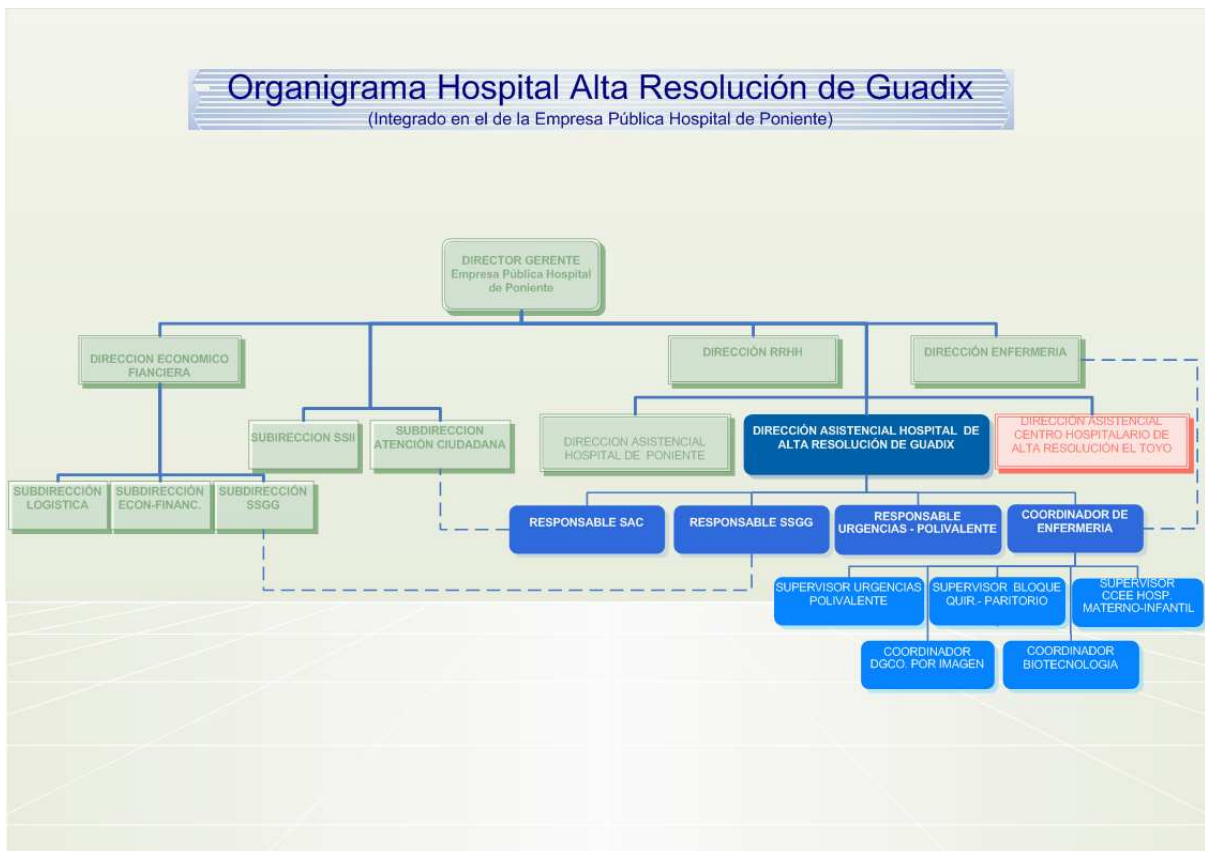 Organigrama Hospital Alta Resolución de Guadix
(Integrado en el de la Empresa Pública Hospital de Poniente)
DIRECTOR GERENTE
Empresa Pública Hospital
de Poniente
DIRECCION ECONOMICO
FIANCIERA
DIRECCIÓN RRHH
DIRECCIÓN ENFERMERIA
SUBIRECCION SSII
SUBDIRECCION
ATENCIÓN CIUDADANA
DIRECCION ASISTENCIAL
HOSPITAL DE PONIENTE
DIRECCIÓN ASISTENCIAL HOSPITAL DE
ALTA RESOLUCIÓN DE GUADIX
DIRECCIÓN ASISTENCIAL
CENTRO HOSPITALARIO DE
ALTA RESOLUCIÓN EL TOYO
SUBDIRECCIÓN
LOGISTICA
SUBDIRECCIÓN
ECON-FINANC.
SUBDIRECCIÓN
SSGG
RESPONSABLE SAC
RESPONSABLE SSGG
RESPONSABLE
URGENCIAS - POLIVALENTE
COORDINADOR DE
ENFERMERIA
SUPERVISOR URGENCIAS
POLIVALENTE
SUPERVISOR BLOQUE
QUIR.- PARITORIO
SUPERVISOR
CCEE HOSP.
MATERNO-INFANTIL
COORDINADOR
DGCO. POR IMAGEN
COORDINADOR
BIOTECNOLOGIA